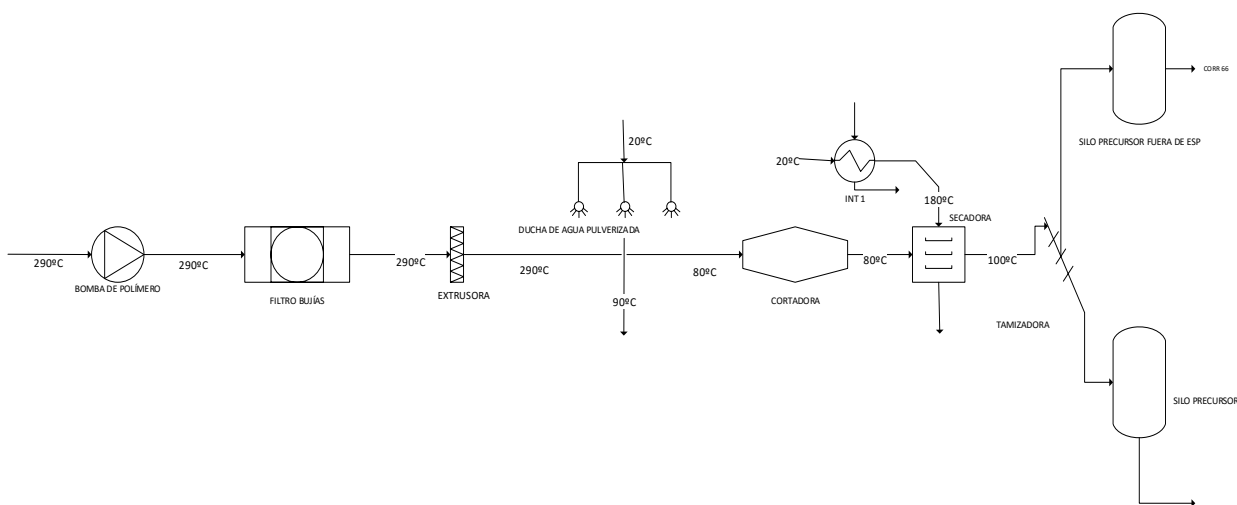 CORR 66
SILO PRECURSOR FUERA DE ESP
20ºC
20ºC
INT 1
180ºC
SECADORA
DUCHA DE AGUA PULVERIZADA
290ºC
290ºC
290ºC
290ºC
80ºC
80ºC
100ºC
BOMBA DE POLÍMERO
FILTRO BUJÍAS
EXTRUSORA
90ºC
CORTADORA
TAMIZADORA
SILO PRECURSOR